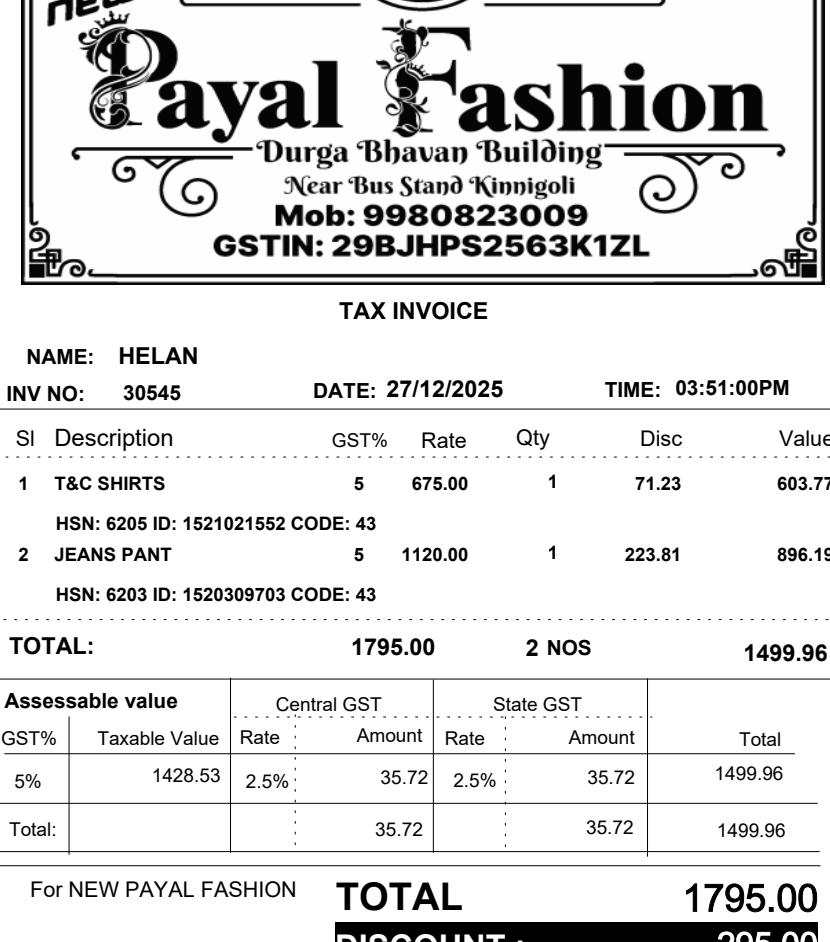 new
Payal Fashion
Durga Bhavan Building
Near Bus Stand Kinnigoli
Mob: 9980823009
GSTIN: 29BJHPS2563K1ZL
TAX INVOICE
NAME: HELAN
INV NO: 30545 DATE: 27/12/2025 TIME: 03:51:00PM
Sl Description GST% Rate Qty Disc Value
1 T&C SHIRTS 5 675.00 1 71.23 603.77
HSN: 6205 ID: 1521021552 CODE: 43
2 JEANS PANT 5 1120.00 1 223.81 896.19
HSN: 6203 ID: 1520309703 CODE: 43
TOTAL: 1795.00 2 NOS 1499.96
Assessable value Central GST State GST
GST% Taxable Value Rate Amount Rate Amount Total
5% 1428.53 2.5% 35.72 2.5% 35.72 1499.96
Total: 35.72 35.72 1499.96
For NEW PAYAL FASHION TOTAL 1795.00
DISCOUNT : 295.00